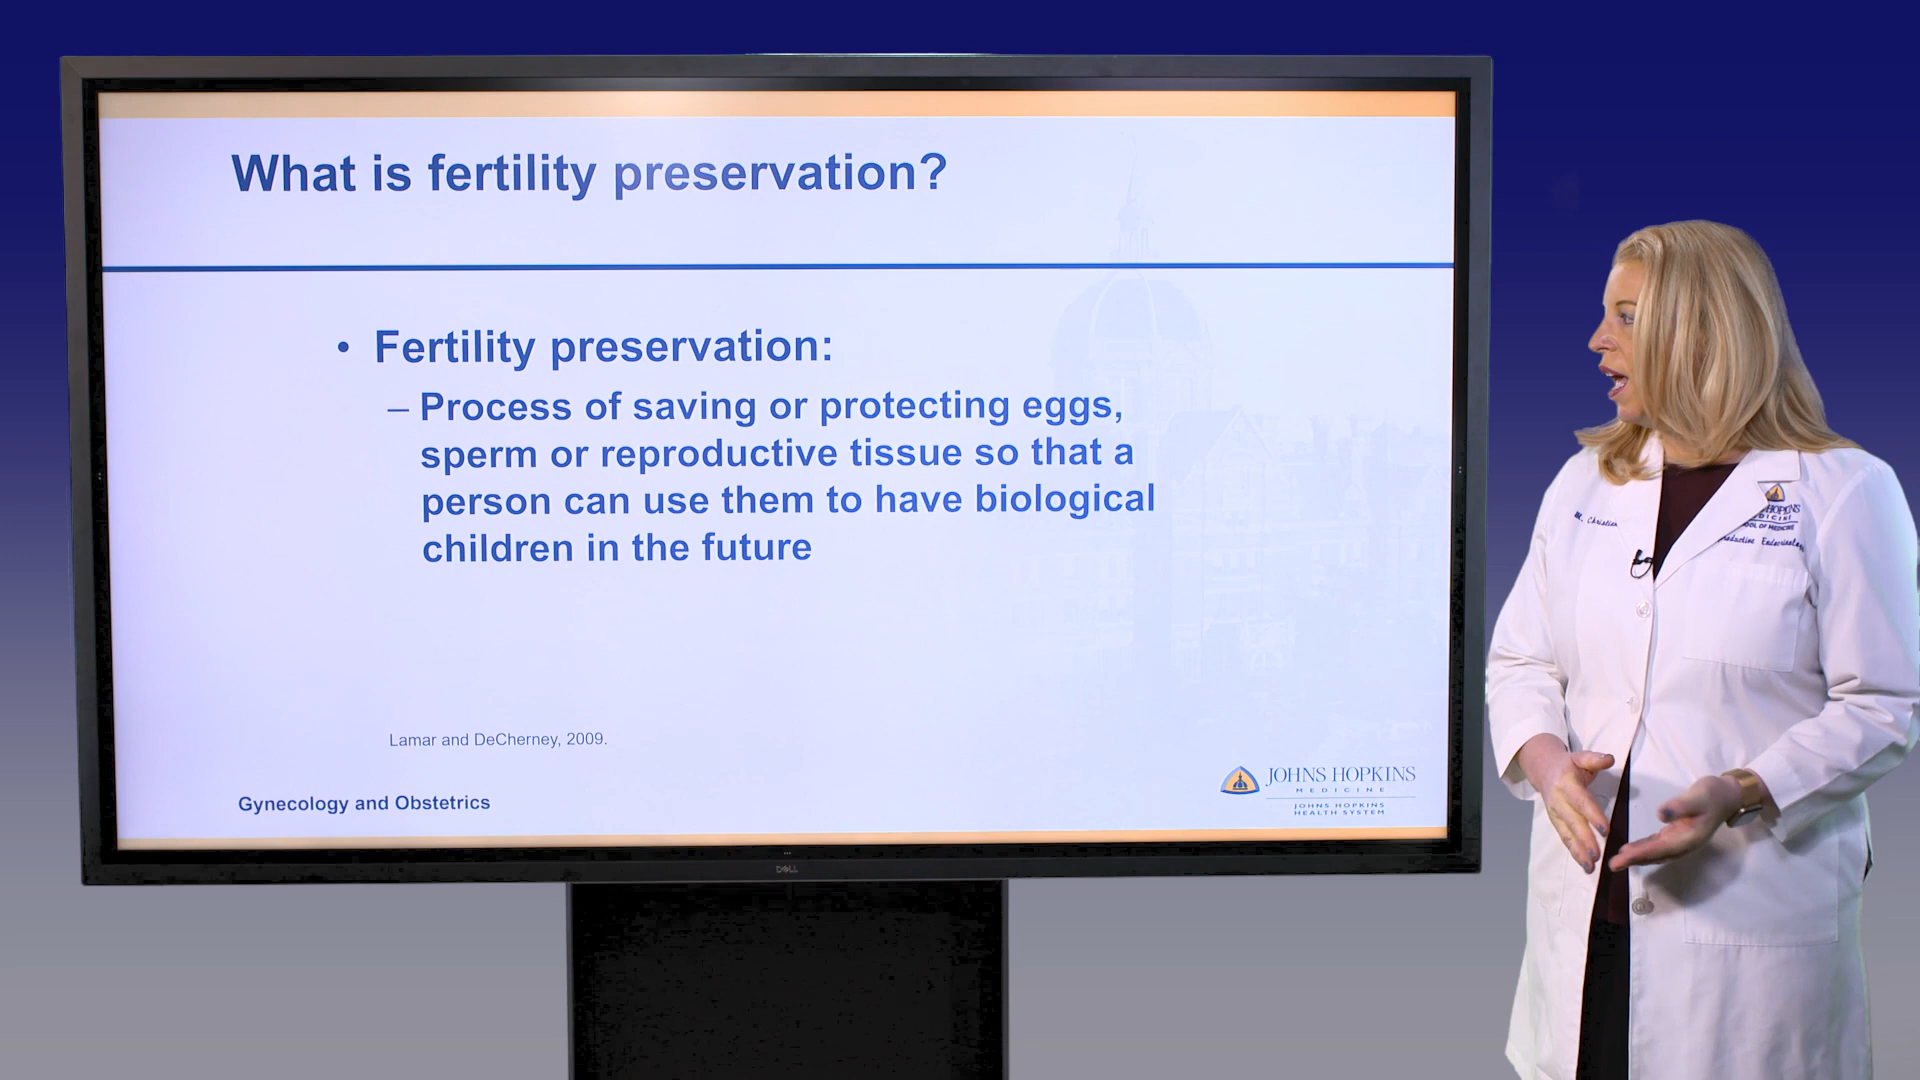 What is fertility preservation?
• Fertility preservation:
– Process of saving or protecting eggs,
sperm or reproductive tissue so that a
person can use them to have biological
children in the future
Lamar and DeCherney, 2009.
Gynecology and Obstetrics
JOHNS HOPKINS
MEDICINE
JOHNS HOPKINS
HEALTH SYSTEM
DELL
Christian
HOPKINS